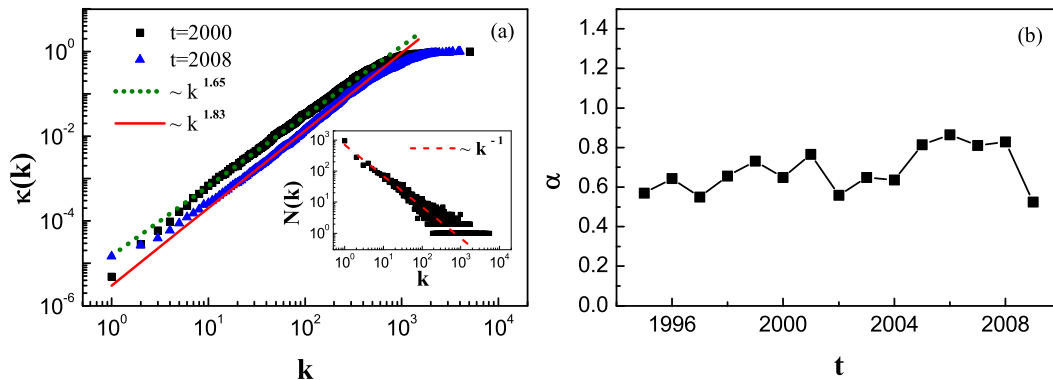 (a)
t=2000
t=2008
~ k^1.65
~ k^1.83
κ(k)
10^0
10^-2
10^-4
10^-6
10^0 10^1 10^2 10^3 10^4
k
~ k^-1
N(k)
10^3
10^2
10^1
10^0
10^-1
10^0 10^1 10^2 10^3 10^4
k
(b)
α
1.4
1.2
1.0
0.8
0.6
0.4
0.2
0.0
1996 2000 2004 2008
t